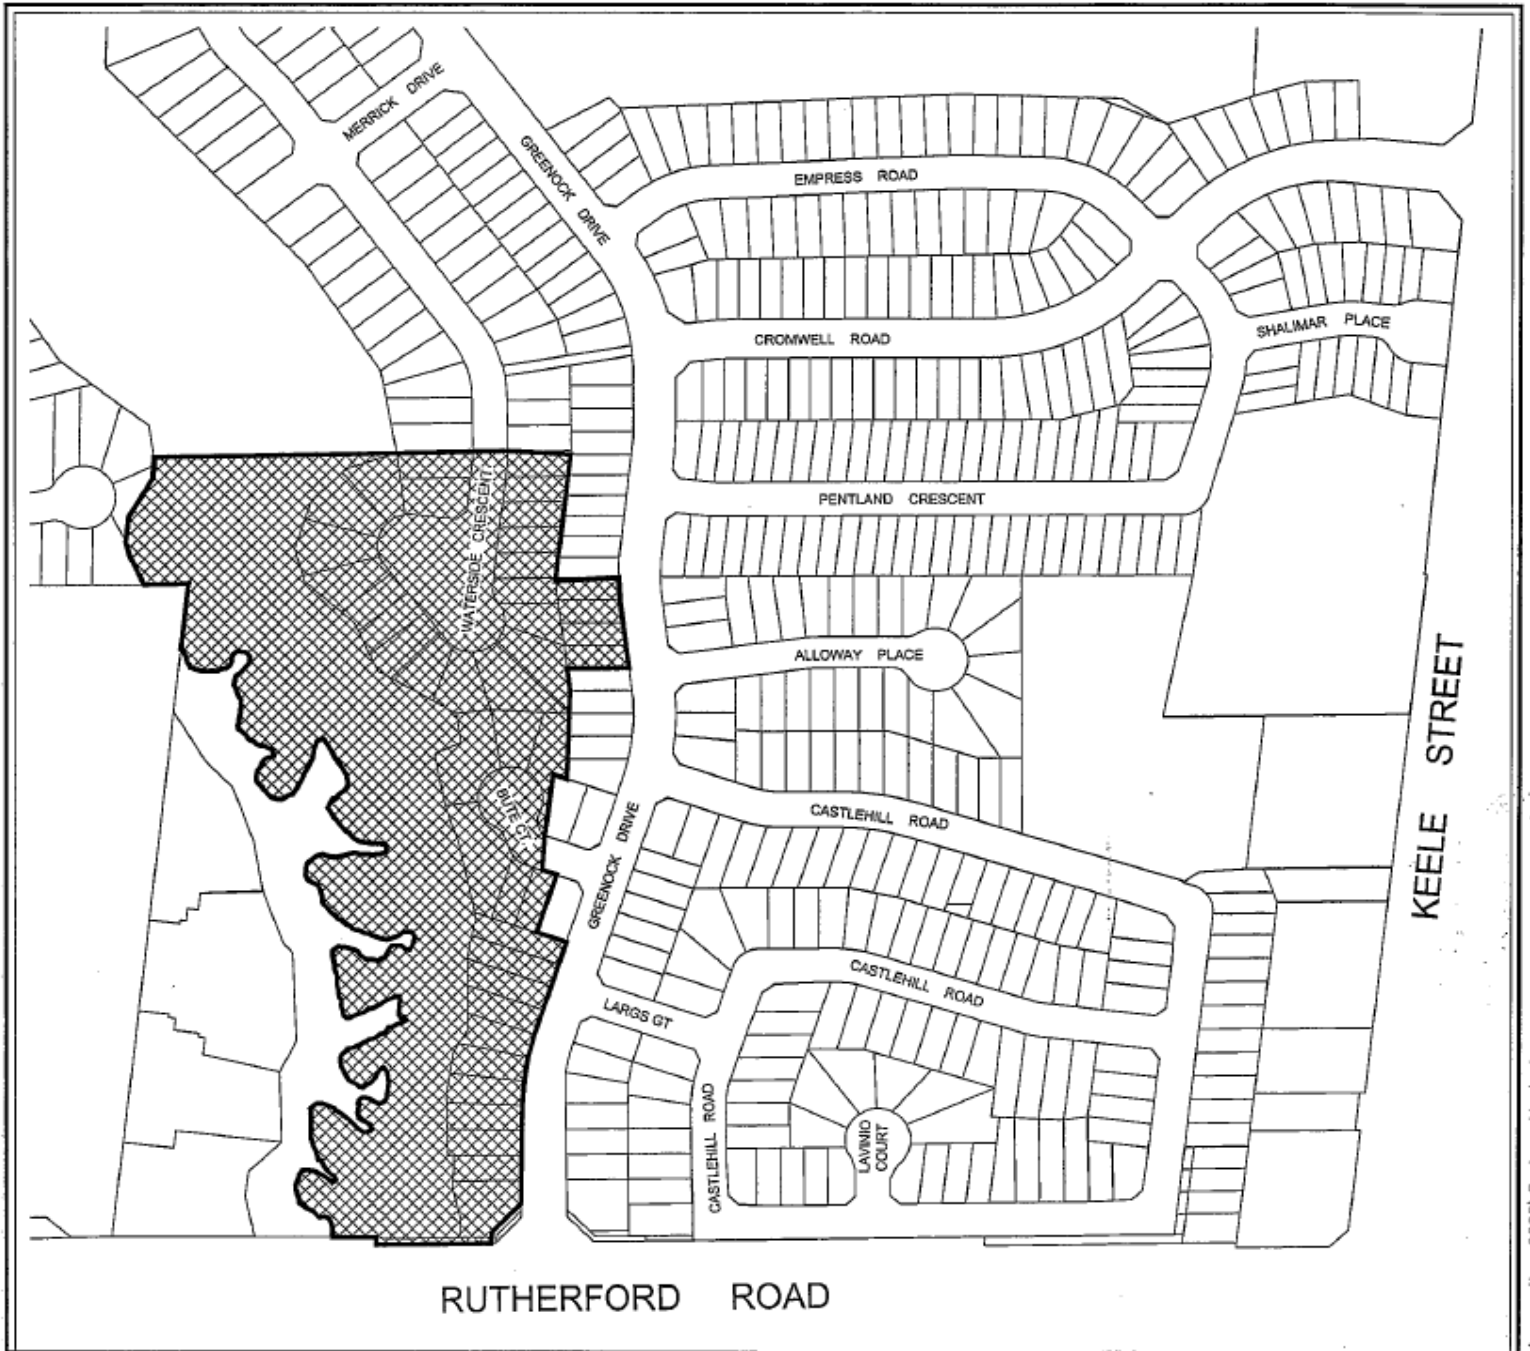 MERRICK DRIVE
GREENOCK DRIVE
EMPRESS ROAD
CROMWELL ROAD
SHALIMAR PLACE
WATERSIDE CRESCENT
PENTLAND CRESCENT
ALLOWAY PLACE
KEELE STREET
BUTE CT.
GREENOCK DRIVE
CASTLEHILL ROAD
CASTLEHILL ROAD
LARGS CT
CASTLEHILL ROAD
LAVINIO
COURT
RUTHERFORD ROAD